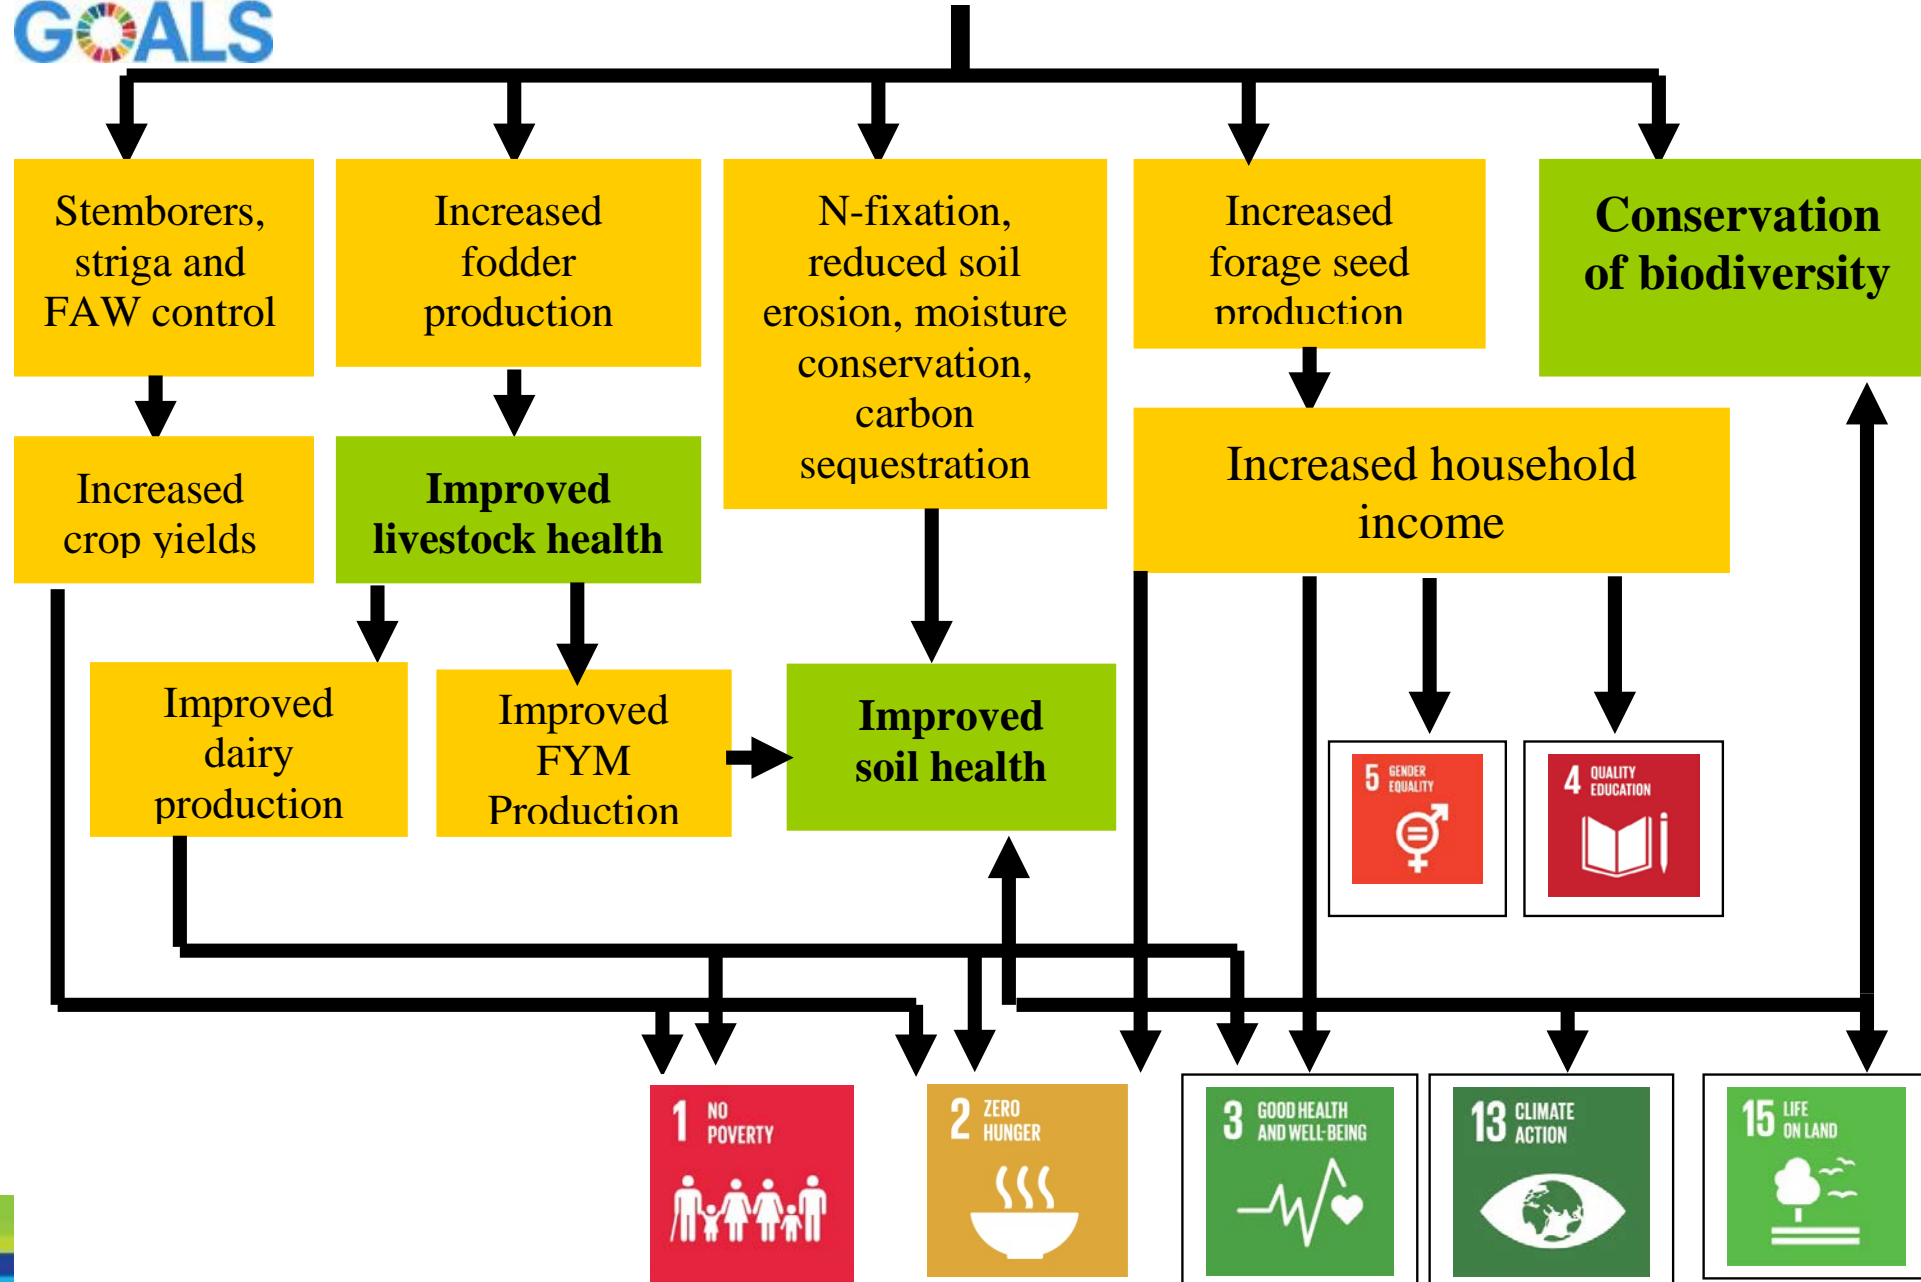 GOALS
Stemborers,
striga and
FAW control
Increased
fodder
production
N-fixation,
reduced soil
erosion, moisture
conservation,
carbon
sequestration
Increased
forage seed
production
Conservation
of biodiversity
Increased
crop yields
Improved
livestock health
Increased household
income
Improved
dairy
production
Improved
FYM
Production
Improved
soil health
5 GENDER
EQUALITY
4 QUALITY
EDUCATION
1 NO
POVERTY
2 ZERO
HUNGER
3 GOOD HEALTH
AND WELL-BEING
13 CLIMATE
ACTION
15 LIFE
ON LAND